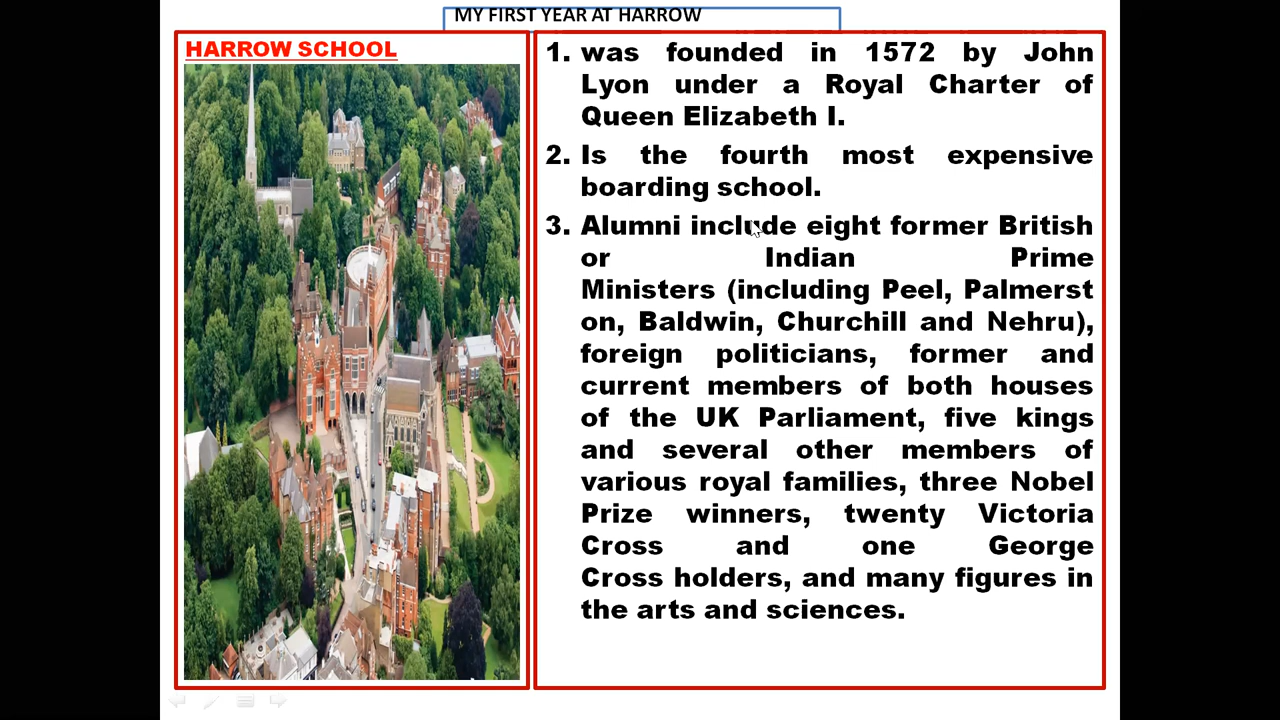 MY FIRST YEAR AT HARROW
HARROW SCHOOL
1. was founded in 1572 by John
Lyon under a Royal Charter of
Queen Elizabeth I.
2. Is the fourth most expensive
boarding school.
3. Alumni include eight former British
or Indian Prime
Ministers (including Peel, Palmerst
on, Baldwin, Churchill and Nehru),
foreign politicians, former and
current members of both houses
of the UK Parliament, five kings
and several other members of
various royal families, three Nobel
Prize winners, twenty Victoria
Cross and one George
Cross holders, and many figures in
the arts and sciences.